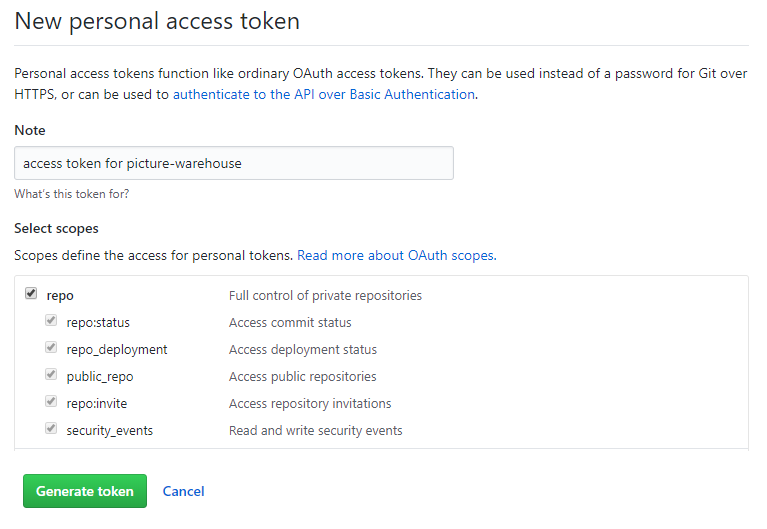 New personal access token
Personal access tokens function like ordinary OAuth access tokens. They can be used instead of a password for Git over
HTTPS, or can be used to authenticate to the API over Basic Authentication.
Note
access token for picture-warehouse
What's this token for?
Select scopes
Scopes define the access for personal tokens. Read more about OAuth scopes.
repo Full control of private repositories
repo:status Access commit status
repo_deployment Access deployment status
public_repo Access public repositories
repo:invite Access repository invitations
security_events Read and write security events
Generate token Cancel